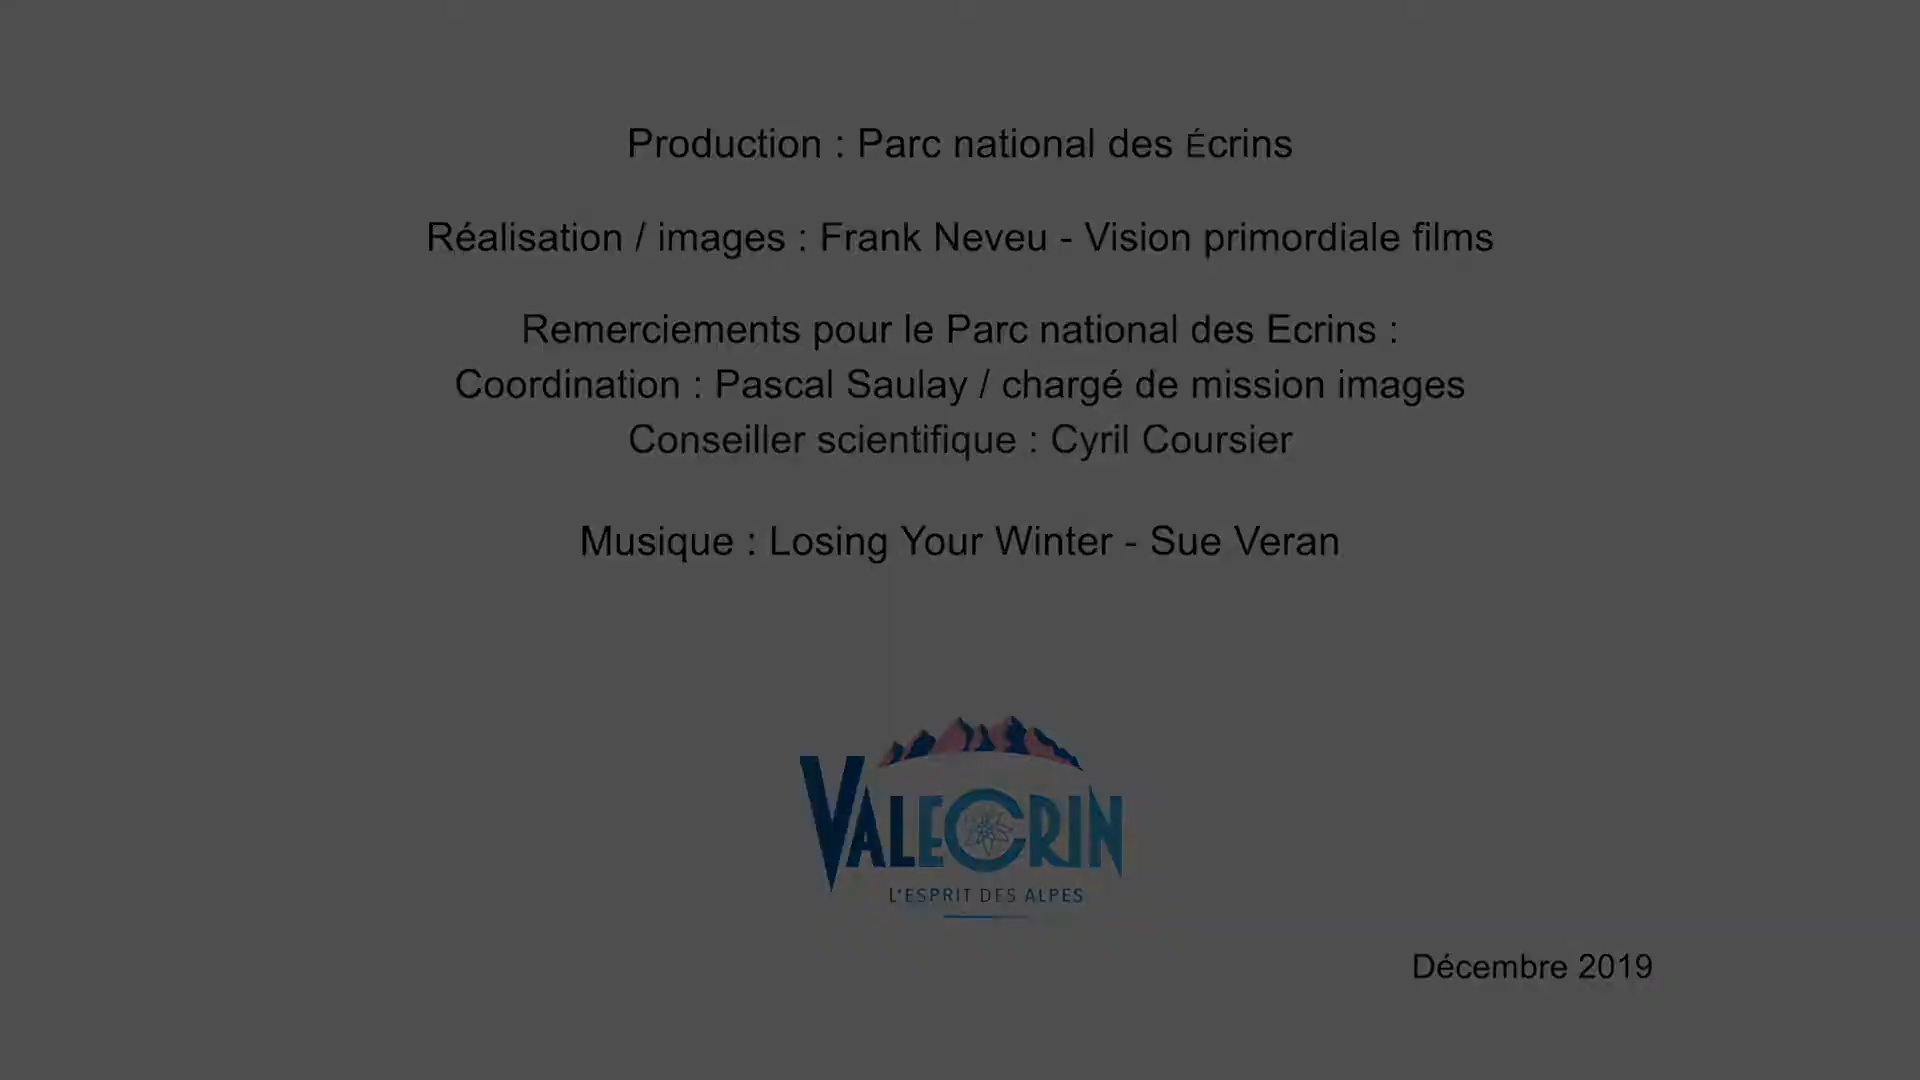 Production : Parc national des Écrins
Réalisation / images : Frank Neveu - Vision primordiale films
Remerciements pour le Parc national des Ecrins :
Coordination : Pascal Saulay / chargé de mission images
Conseiller scientifique : Cyril Coursier
Musique : Losing Your Winter - Sue Veran
VALECRIN
L'ESPRIT DES ALPES
Décembre 2019